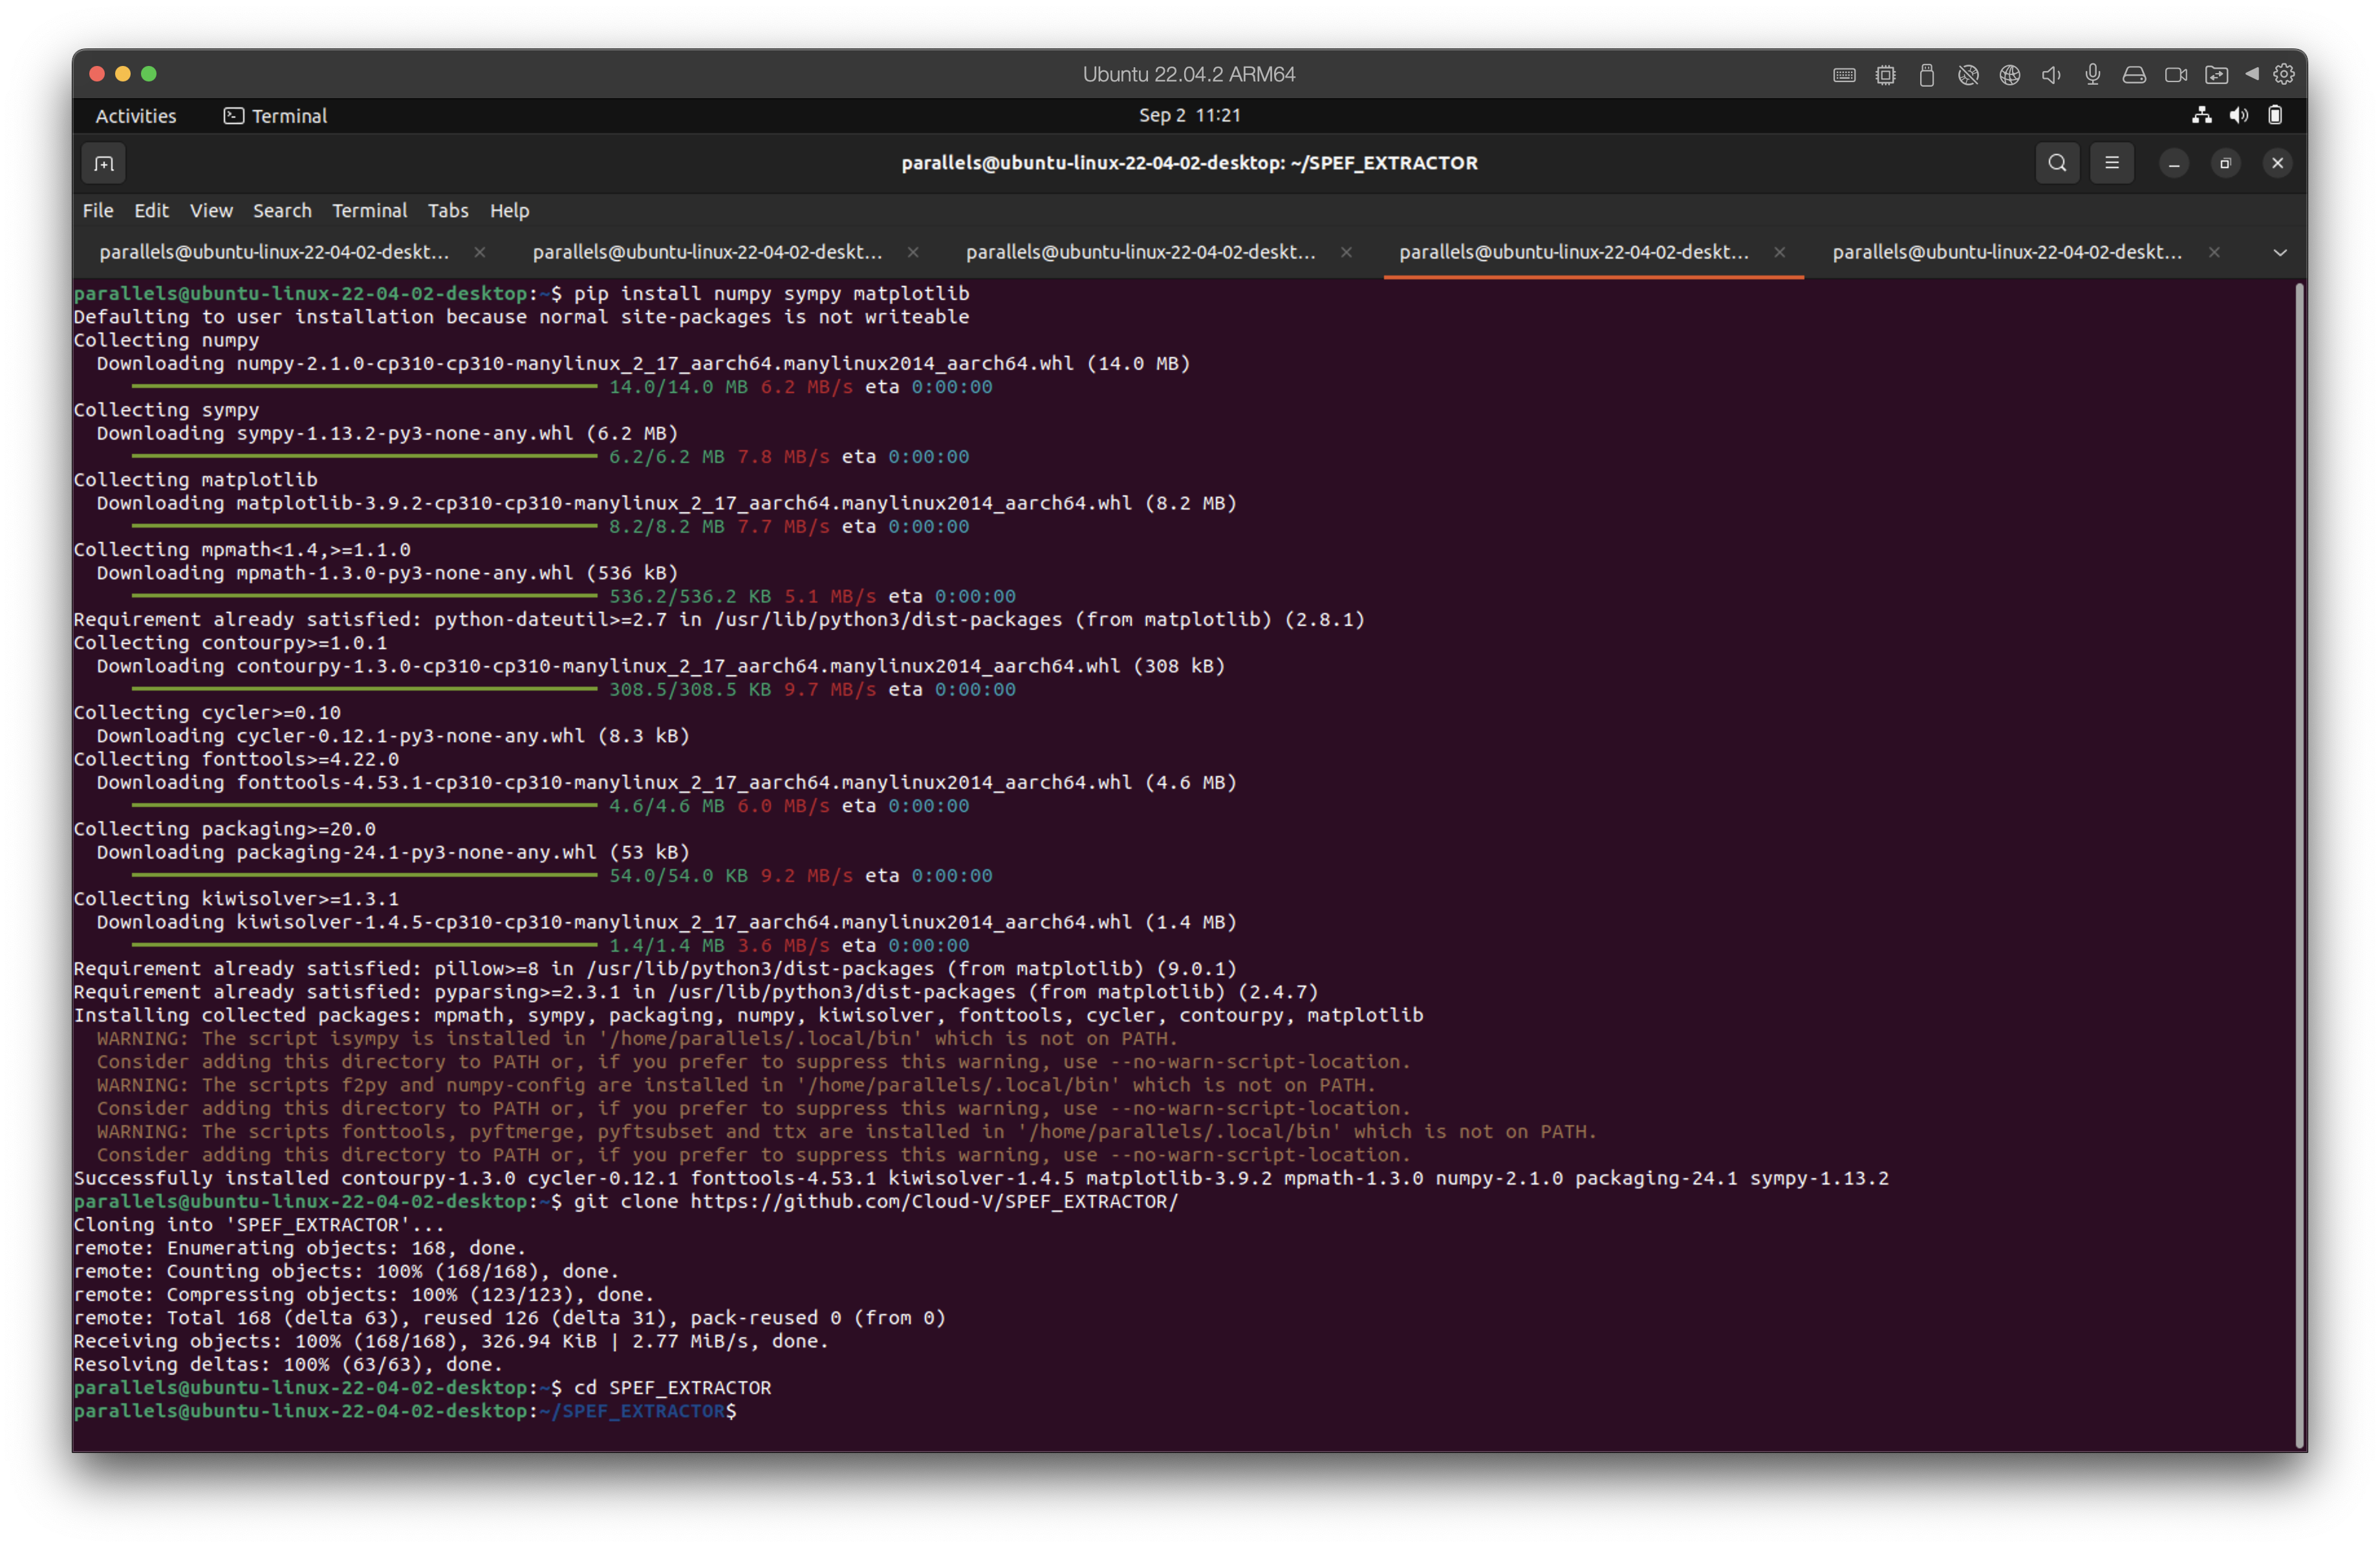 Ubuntu 22.04.2 ARM64
Activities Terminal Sep 2 11:21
parallels@ubuntu-linux-22-04-02-desktop: ~/SPEF_EXTRACTOR
File Edit View Search Terminal Tabs Help
parallels@ubuntu-linux-22-04-02-deskt... parallels@ubuntu-linux-22-04-02-deskt... parallels@ubuntu-linux-22-04-02-deskt... parallels@ubuntu-linux-22-04-02-deskt... parallels@ubuntu-linux-22-04-02-deskt...
parallels@ubuntu-linux-22-04-02-desktop:~$ pip install numpy sympy matplotlib
Defaulting to user installation because normal site-packages is not writeable
Collecting numpy
  Downloading numpy-2.1.0-cp310-cp310-manylinux_2_17_aarch64.manylinux2014_aarch64.whl (14.0 MB)
14.0/14.0 MB 6.2 MB/s eta 0:00:00
Collecting sympy
  Downloading sympy-1.13.2-py3-none-any.whl (6.2 MB)
6.2/6.2 MB 7.8 MB/s eta 0:00:00
Collecting matplotlib
  Downloading matplotlib-3.9.2-cp310-cp310-manylinux_2_17_aarch64.manylinux2014_aarch64.whl (8.2 MB)
8.2/8.2 MB 7.7 MB/s eta 0:00:00
Collecting mpmath<1.4,>=1.1.0
  Downloading mpmath-1.3.0-py3-none-any.whl (536 kB)
536.2/536.2 KB 5.1 MB/s eta 0:00:00
Requirement already satisfied: python-dateutil>=2.7 in /usr/lib/python3/dist-packages (from matplotlib) (2.8.1)
Collecting contourpy>=1.0.1
  Downloading contourpy-1.3.0-cp310-cp310-manylinux_2_17_aarch64.manylinux2014_aarch64.whl (308 kB)
308.5/308.5 KB 9.7 MB/s eta 0:00:00
Collecting cycler>=0.10
  Downloading cycler-0.12.1-py3-none-any.whl (8.3 kB)
Collecting fonttools>=4.22.0
  Downloading fonttools-4.53.1-cp310-cp310-manylinux_2_17_aarch64.manylinux2014_aarch64.whl (4.6 MB)
4.6/4.6 MB 6.0 MB/s eta 0:00:00
Collecting packaging>=20.0
  Downloading packaging-24.1-py3-none-any.whl (53 kB)
54.0/54.0 KB 9.2 MB/s eta 0:00:00
Collecting kiwisolver>=1.3.1
  Downloading kiwisolver-1.4.5-cp310-cp310-manylinux_2_17_aarch64.manylinux2014_aarch64.whl (1.4 MB)
1.4/1.4 MB 3.6 MB/s eta 0:00:00
Requirement already satisfied: pillow>=8 in /usr/lib/python3/dist-packages (from matplotlib) (9.0.1)
Requirement already satisfied: pyparsing>=2.3.1 in /usr/lib/python3/dist-packages (from matplotlib) (2.4.7)
Installing collected packages: mpmath, sympy, packaging, numpy, kiwisolver, fonttools, cycler, contourpy, matplotlib
  WARNING: The script isympy is installed in '/home/parallels/.local/bin' which is not on PATH.
  Consider adding this directory to PATH or, if you prefer to suppress this warning, use --no-warn-script-location.
  WARNING: The scripts f2py and numpy-config are installed in '/home/parallels/.local/bin' which is not on PATH.
  Consider adding this directory to PATH or, if you prefer to suppress this warning, use --no-warn-script-location.
  WARNING: The scripts fonttools, pyftmerge, pyftsubset and ttx are installed in '/home/parallels/.local/bin' which is not on PATH.
  Consider adding this directory to PATH or, if you prefer to suppress this warning, use --no-warn-script-location.
Successfully installed contourpy-1.3.0 cycler-0.12.1 fonttools-4.53.1 kiwisolver-1.4.5 matplotlib-3.9.2 mpmath-1.3.0 numpy-2.1.0 packaging-24.1 sympy-1.13.2
parallels@ubuntu-linux-22-04-02-desktop:~$ git clone https://github.com/Cloud-V/SPEF_EXTRACTOR/
Cloning into 'SPEF_EXTRACTOR'...
remote: Enumerating objects: 168, done.
remote: Counting objects: 100% (168/168), done.
remote: Compressing objects: 100% (123/123), done.
remote: Total 168 (delta 63), reused 126 (delta 31), pack-reused 0 (from 0)
Receiving objects: 100% (168/168), 326.94 KiB | 2.77 MiB/s, done.
Resolving deltas: 100% (63/63), done.
parallels@ubuntu-linux-22-04-02-desktop:~$ cd SPEF_EXTRACTOR
parallels@ubuntu-linux-22-04-02-desktop:~/SPEF_EXTRACTOR$